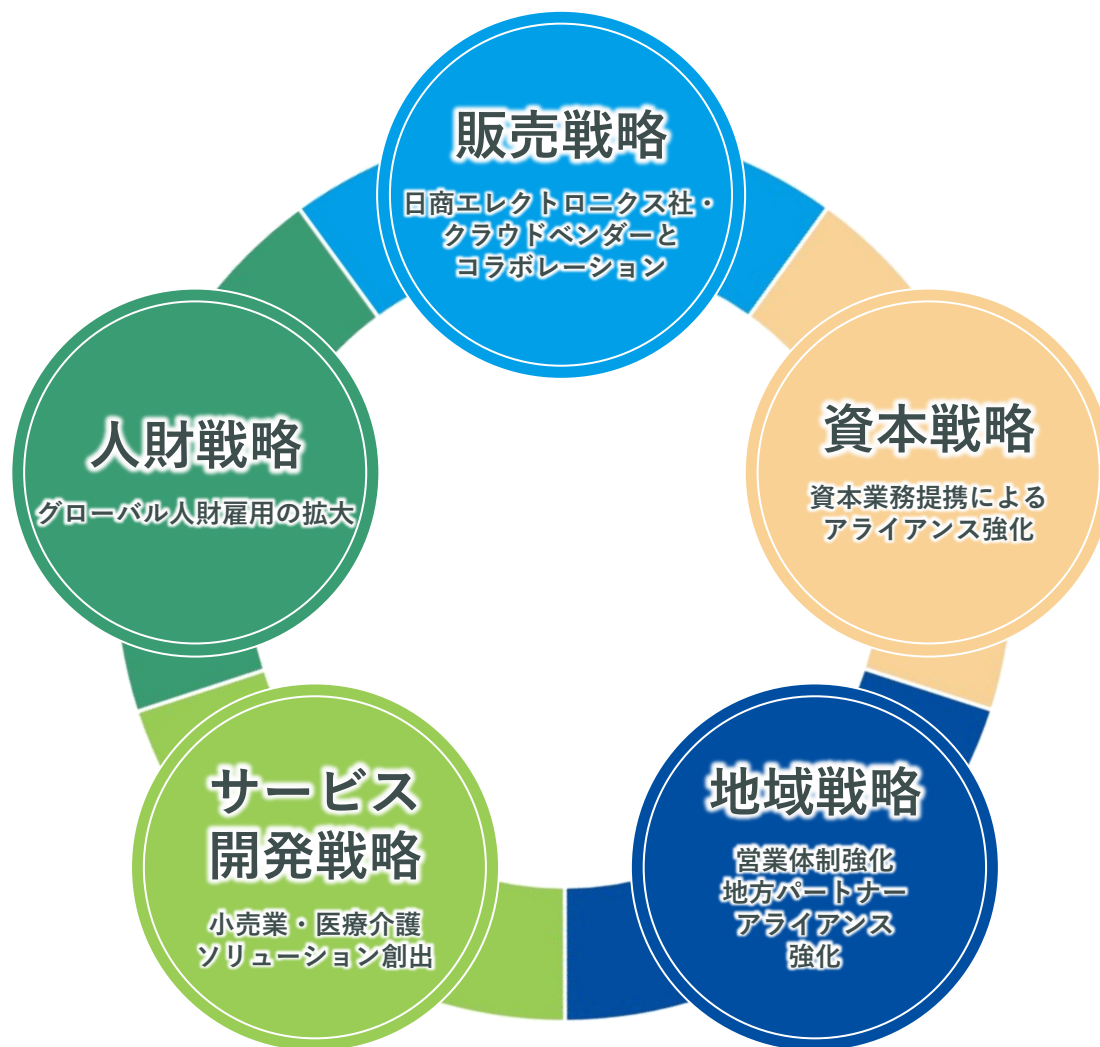 販売戦略
日商エレクトロニクス社・
クラウドベンダーと
コラボレーション
資本戦略
資本業務提携による
アライアンス強化
地域戦略
営業体制強化
地方パートナー
アライアンス
強化
サービス
開発戦略
小売業・医療介護
ソリューション創出
人財戦略
グローバル人財雇用の拡大